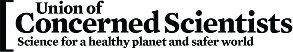 Union of
Concerned Scientists
Science for a healthy planet and safer world